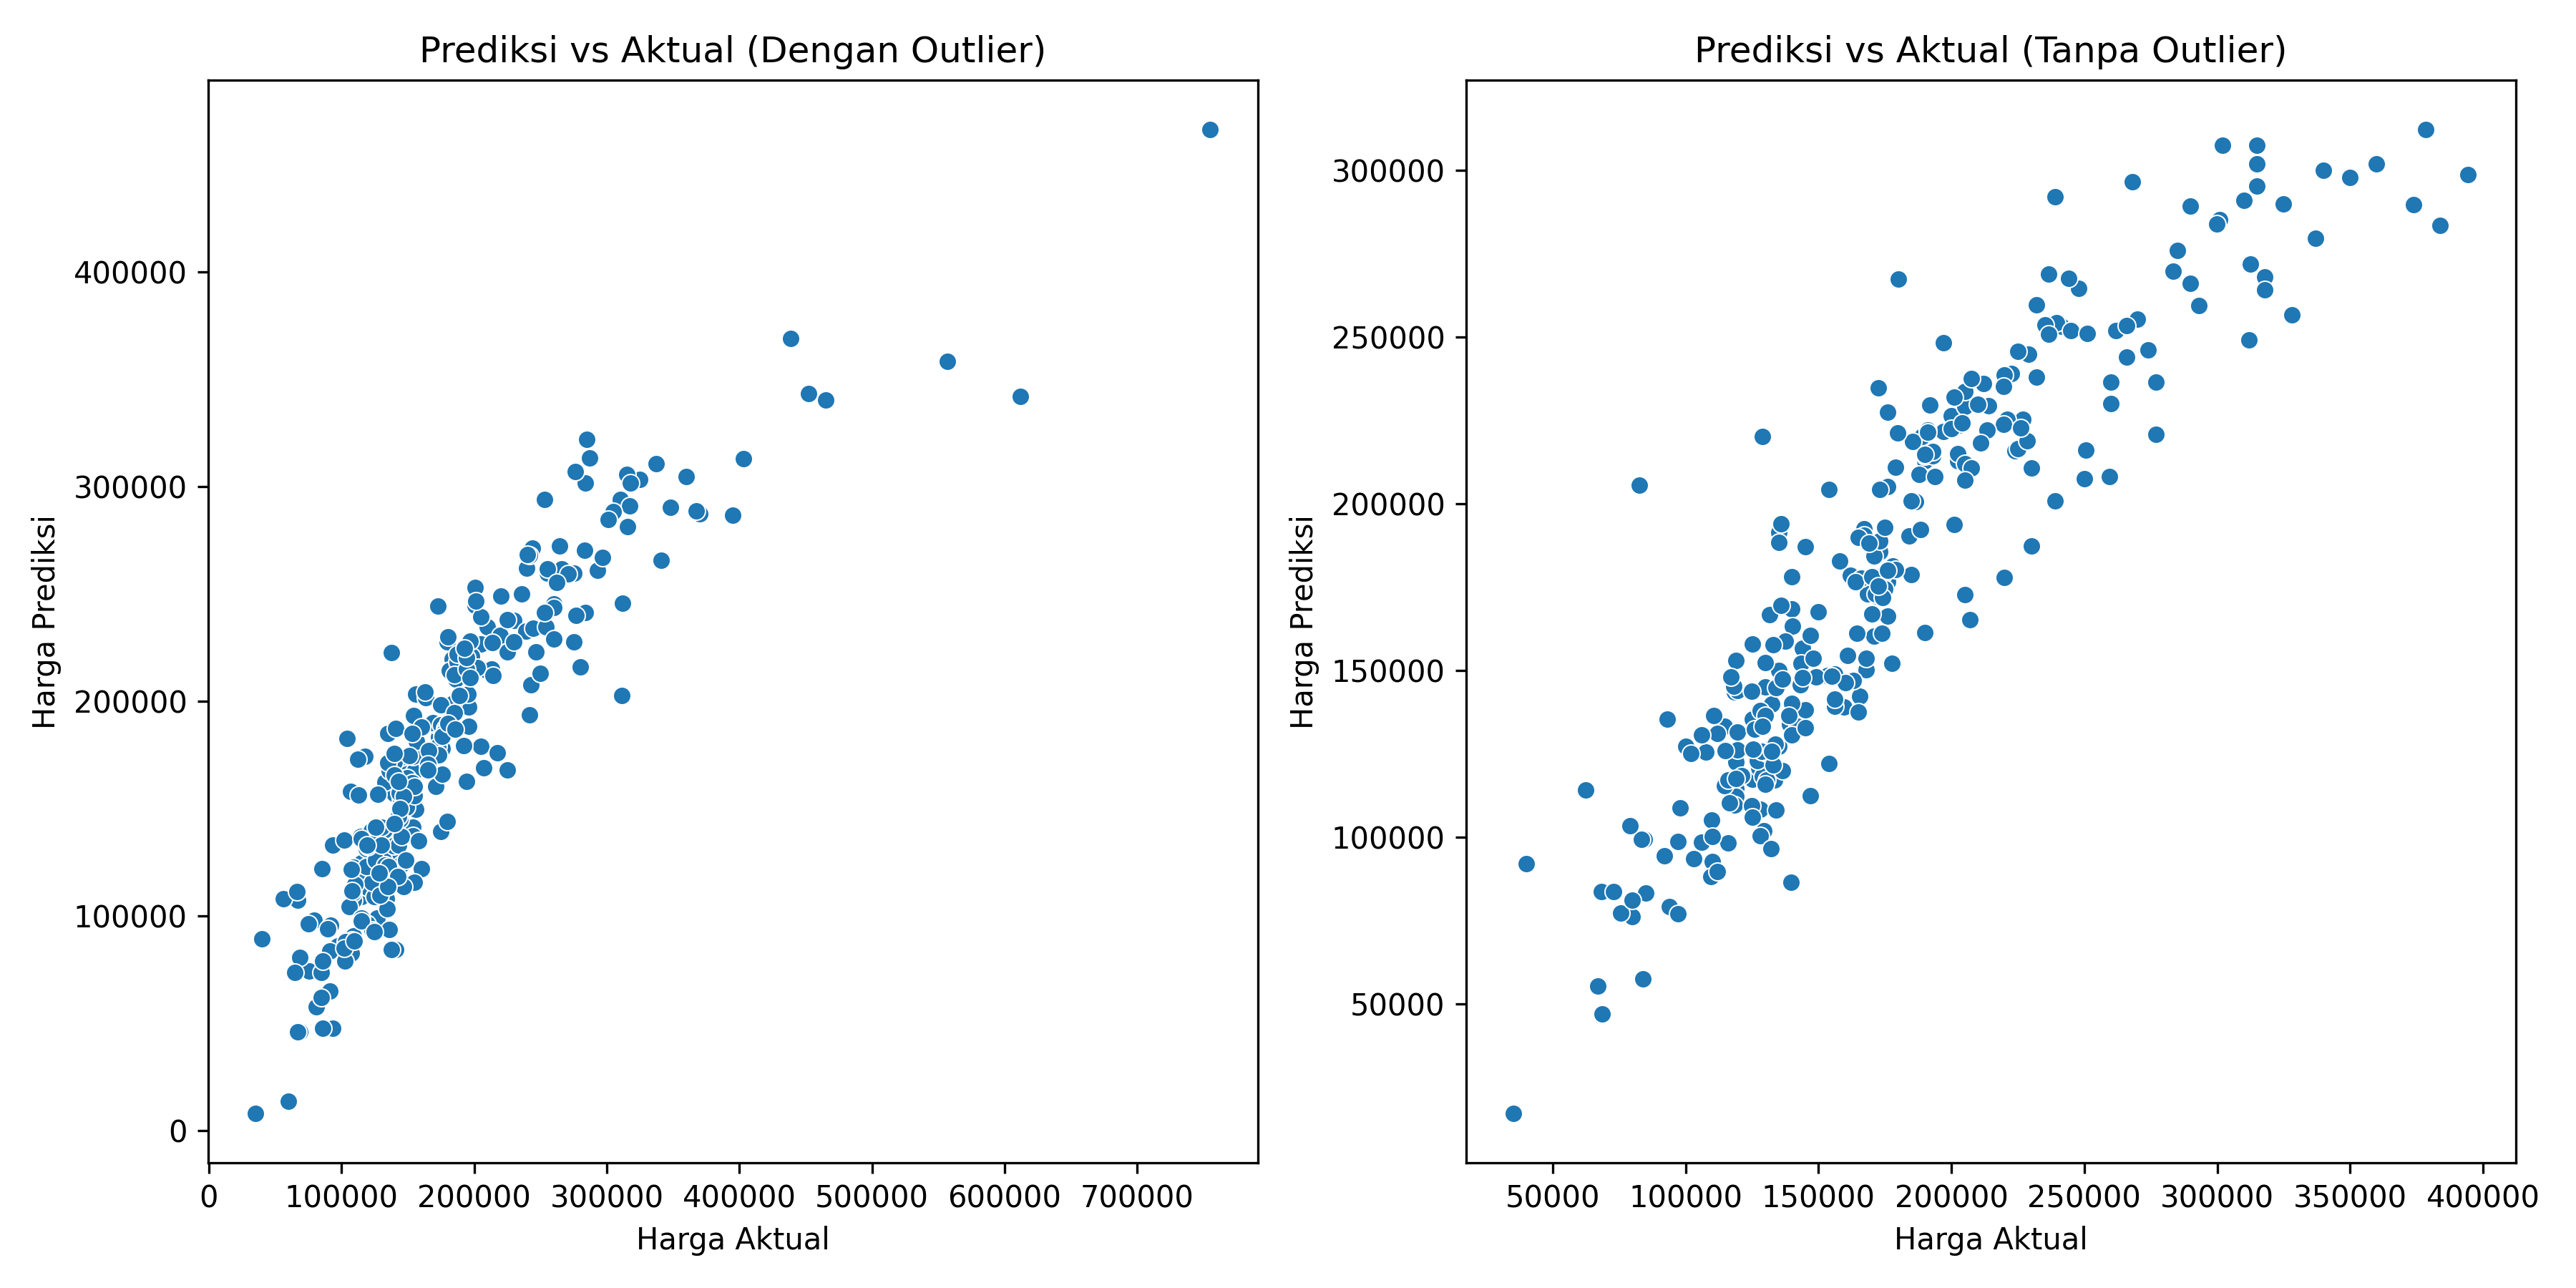 Prediksi vs Aktual (Dengan Outlier)
Harga Prediksi
400000
300000
200000
100000
0
0 100000 200000 300000 400000 500000 600000 700000
Harga Aktual
Prediksi vs Aktual (Tanpa Outlier)
Harga Prediksi
300000
250000
200000
150000
100000
50000
50000 100000 150000 200000 250000 300000 350000 400000
Harga Aktual